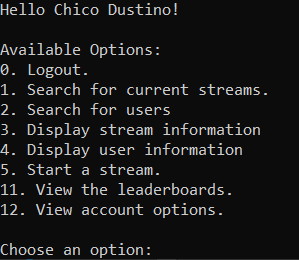 Hello Chico Dustino!
Available Options:
0. Logout.
1. Search for current streams.
2. Search for users
3. Display stream information
4. Display user information
5. Start a stream.
11. View the leaderboards.
12. View account options.
Choose an option: